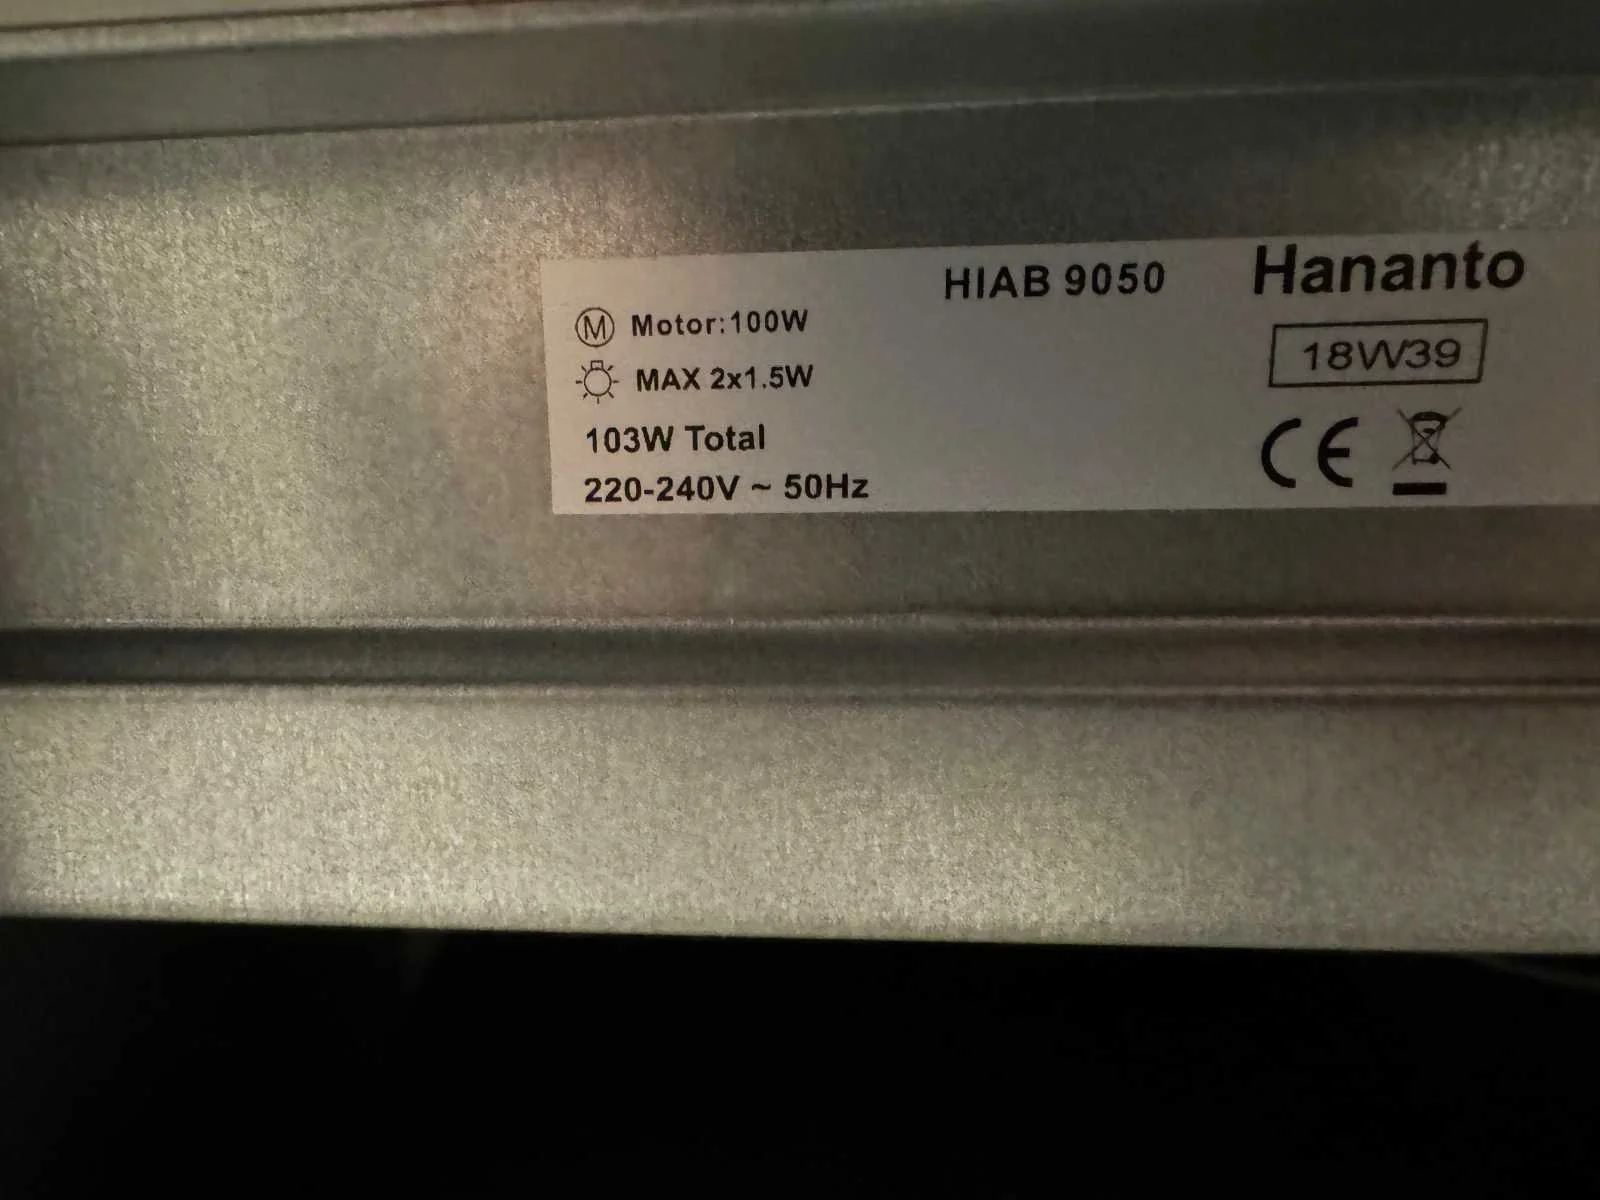 HIAB 9050
Hananto
M Motor:100W
MAX 2x1.5W
103W Total
220-240V ~ 50Hz
18W39
CE